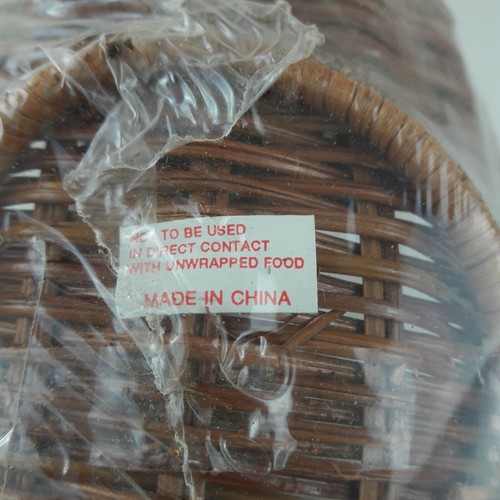 NOT TO BE USED
IN DIRECT CONTACT
WITH UNWRAPPED FOOD
MADE IN CHINA